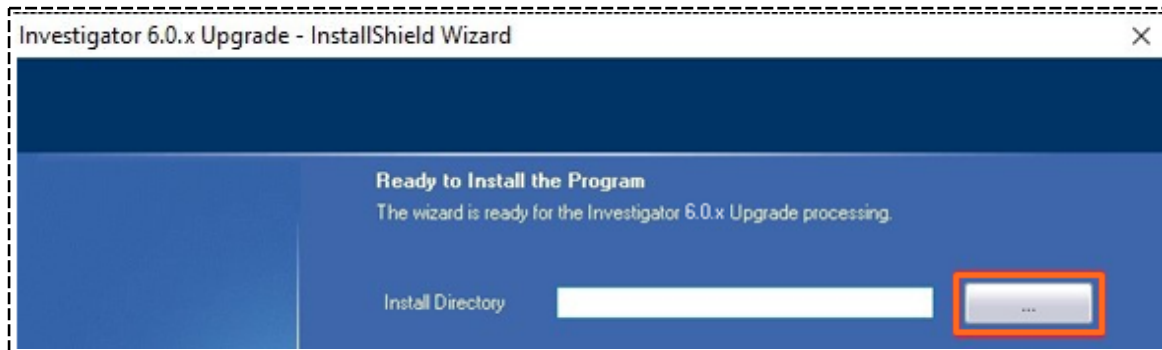 Investigator 6.0.x Upgrade - InstallShield Wizard
Ready to Install the Program
The wizard is ready for the Investigator 6.0.x Upgrade processing.
Install Directory
...